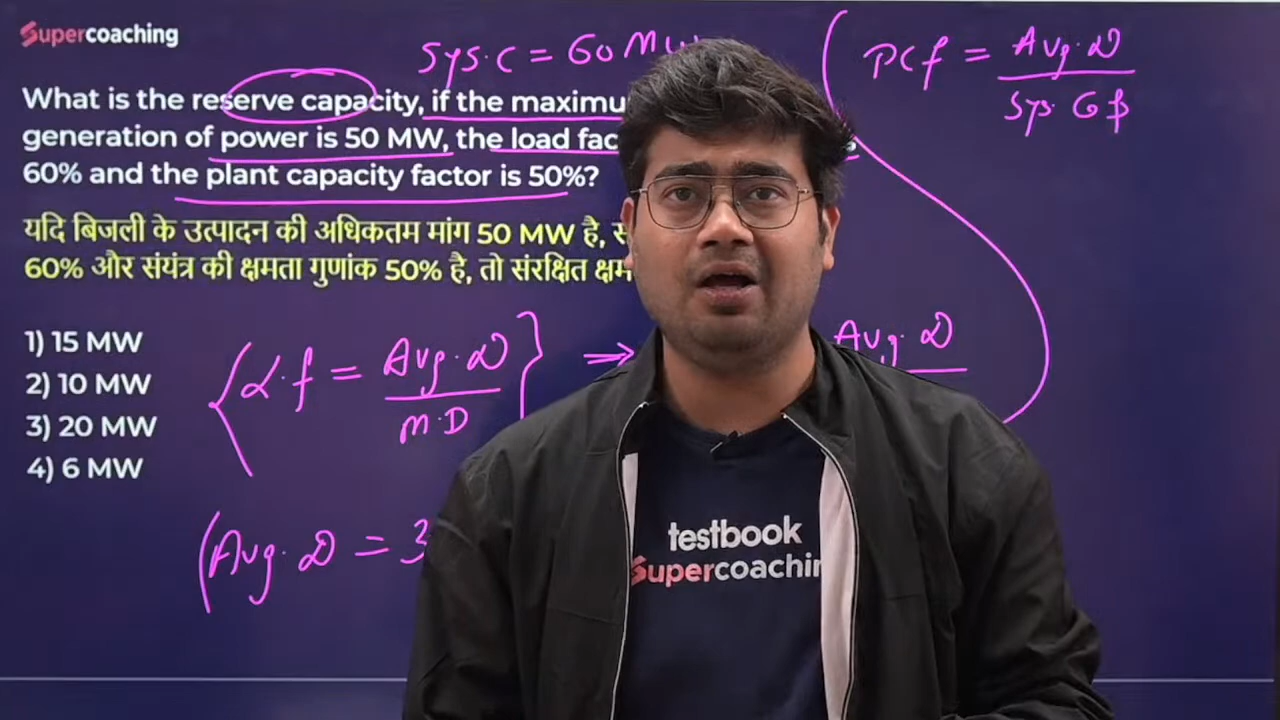 Supercoaching
Sys.C = 60 MW
PCf = Avg.D
Sys Cap
What is the reserve capacity, if the maximu
generation of power is 50 MW, the load fac
60% and the plant capacity factor is 50%?
यदि बिजली के उत्पादन की अधिकतम मांग 50 MW है,
60% और संयंत्र की क्षमता गुणांक 50% है, तो संरक्षित क्षम
1) 15 MW
2) 10 MW
3) 20 MW
4) 6 MW
{L.f = Avg.D } ⇒ Avg.D
M.D
(Avg.D = 3
testbook
Supercoachin